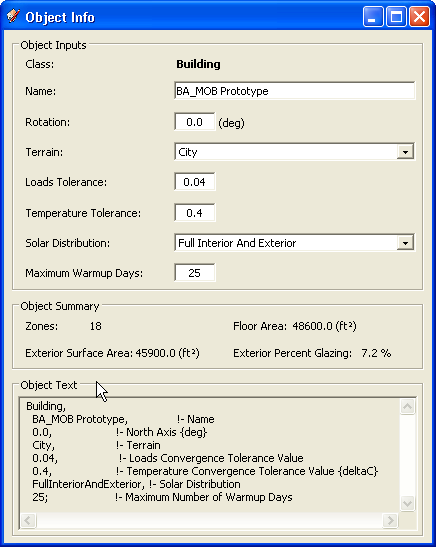 Object Info
Object Inputs
Class: Building
Name: BA_MOB Prototype
Rotation: 0.0 (deg)
Terrain: City
Loads Tolerance: 0.04
Temperature Tolerance: 0.4
Solar Distribution: Full Interior And Exterior
Maximum Warmup Days: 25
Object Summary
Zones: 18 Floor Area: 48600.0 (ft²)
Exterior Surface Area: 45900.0 (ft²) Exterior Percent Glazing: 7.2 %
Object Text
Building,
BA_MOB Prototype, !- Name
0.0, !- North Axis {deg}
City, !- Terrain
0.04, !- Loads Convergence Tolerance Value
0.4, !- Temperature Convergence Tolerance Value {deltaC}
FullInteriorAndExterior, !- Solar Distribution
25; !- Maximum Number of Warmup Days